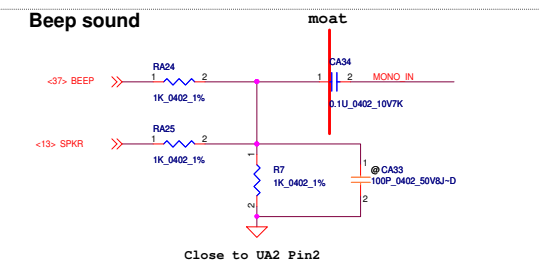 Beep sound
moat
RA24
CA34
<37> BEEP
1
2
1
2
MONO_IN
1K_0402_1%
0.1U_0402_10V7K
RA25
<13> SPKR
1
2
1K_0402_1%
1
R7
1K_0402_1%
2
1
@ CA33
100P_0402_50V8J~D
2
Close to UA2 Pin2